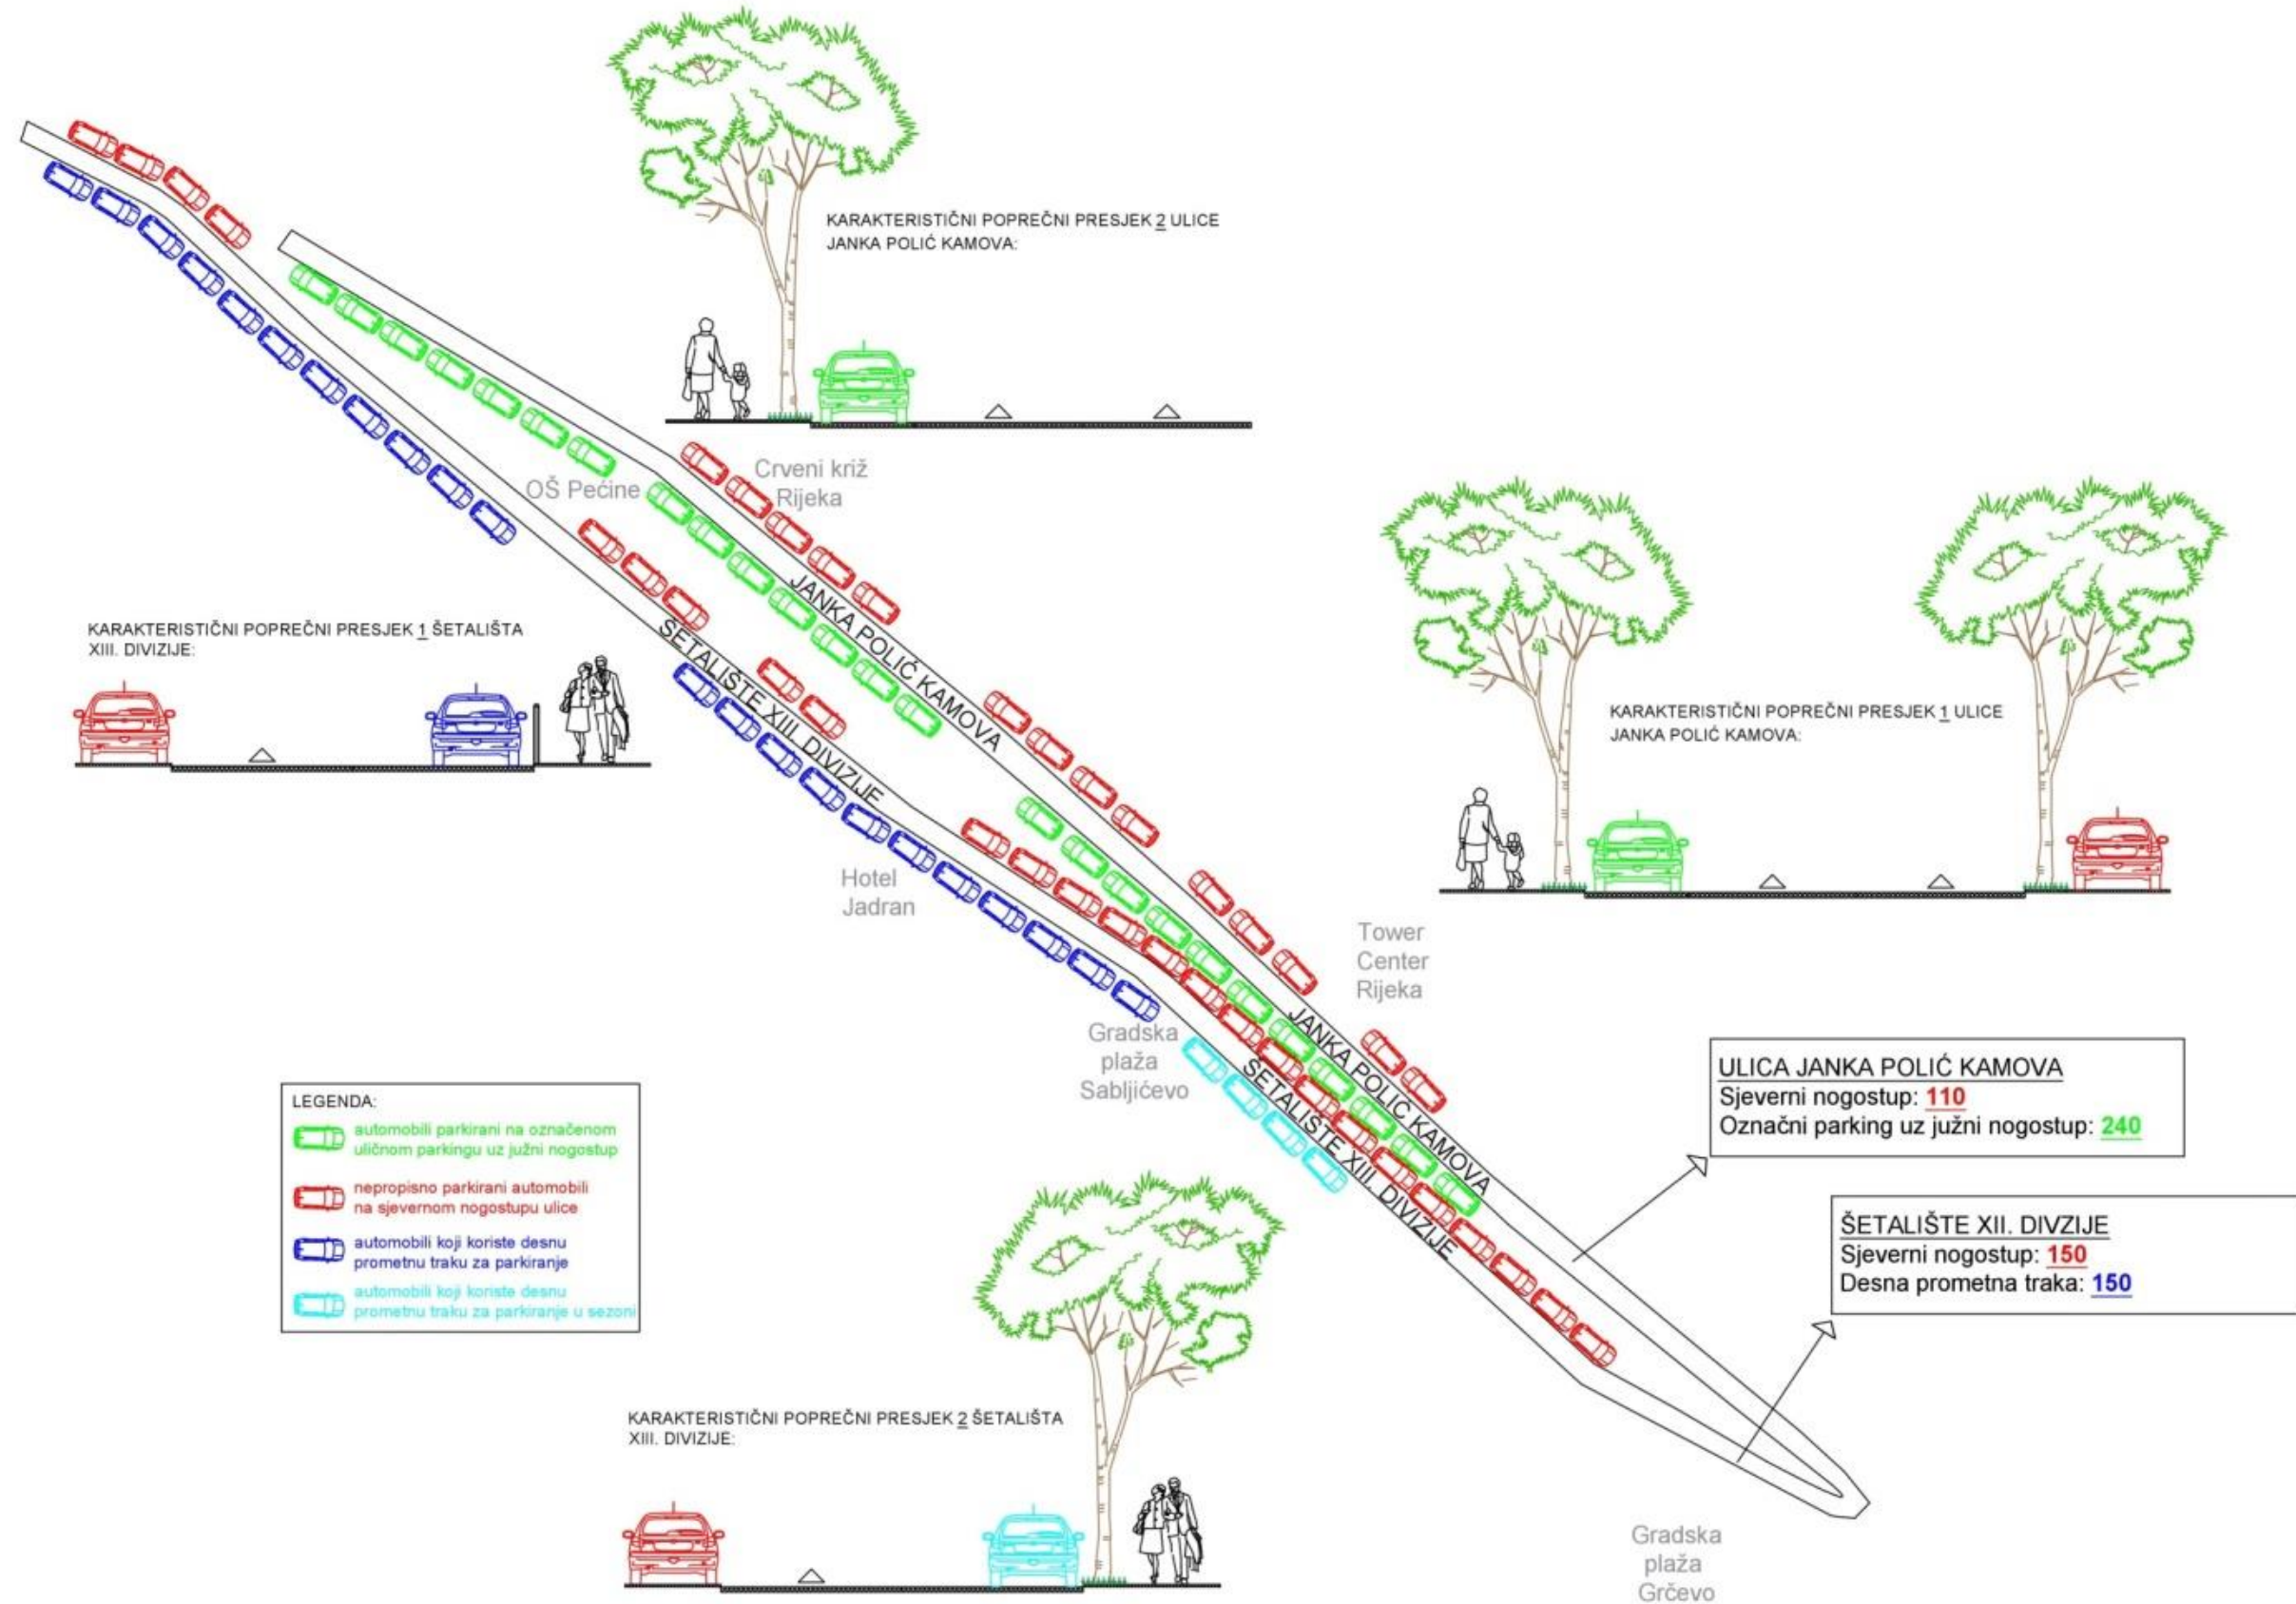 KARAKTERISTIČNI POPREČNI PRESJEK 2 ULICE
JANKA POLIĆ KAMOVA:
Crveni križ
Rijeka
OŠ Pećine
JANKA POLIĆ KAMOVA
ŠETALIŠTE XIII. DIVIZIJE
KARAKTERISTIČNI POPREČNI PRESJEK 1 ŠETALIŠTA
XIII. DIVIZIJE:
KARAKTERISTIČNI POPREČNI PRESJEK 1 ULICE
JANKA POLIĆ KAMOVA:
Hotel
Jadran
Tower
Center
Rijeka
Gradska
plaža
Sabljićevo
JANKA POLIĆ KAMOVA
ŠETALIŠTE XIII. DIVIZIJE
ULICA JANKA POLIĆ KAMOVA
Sjeverni nogostup: 110
Označni parking uz južni nogostup: 240
ŠETALIŠTE XII. DIVZIJE
Sjeverni nogostup: 150
Desna prometna traka: 150
LEGENDA:
automobili parkirani na označenom
uličnom parkingu uz južni nogostup
nepropisno parkirani automobili
na sjevernom nogostupu ulice
automobili koji koriste desnu
prometnu traku za parkiranje
automobili koji koriste desnu
prometnu traku za parkiranje u sezoni
KARAKTERISTIČNI POPREČNI PRESJEK 2 ŠETALIŠTA
XIII. DIVIZIJE:
Gradska
plaža
Grčevo